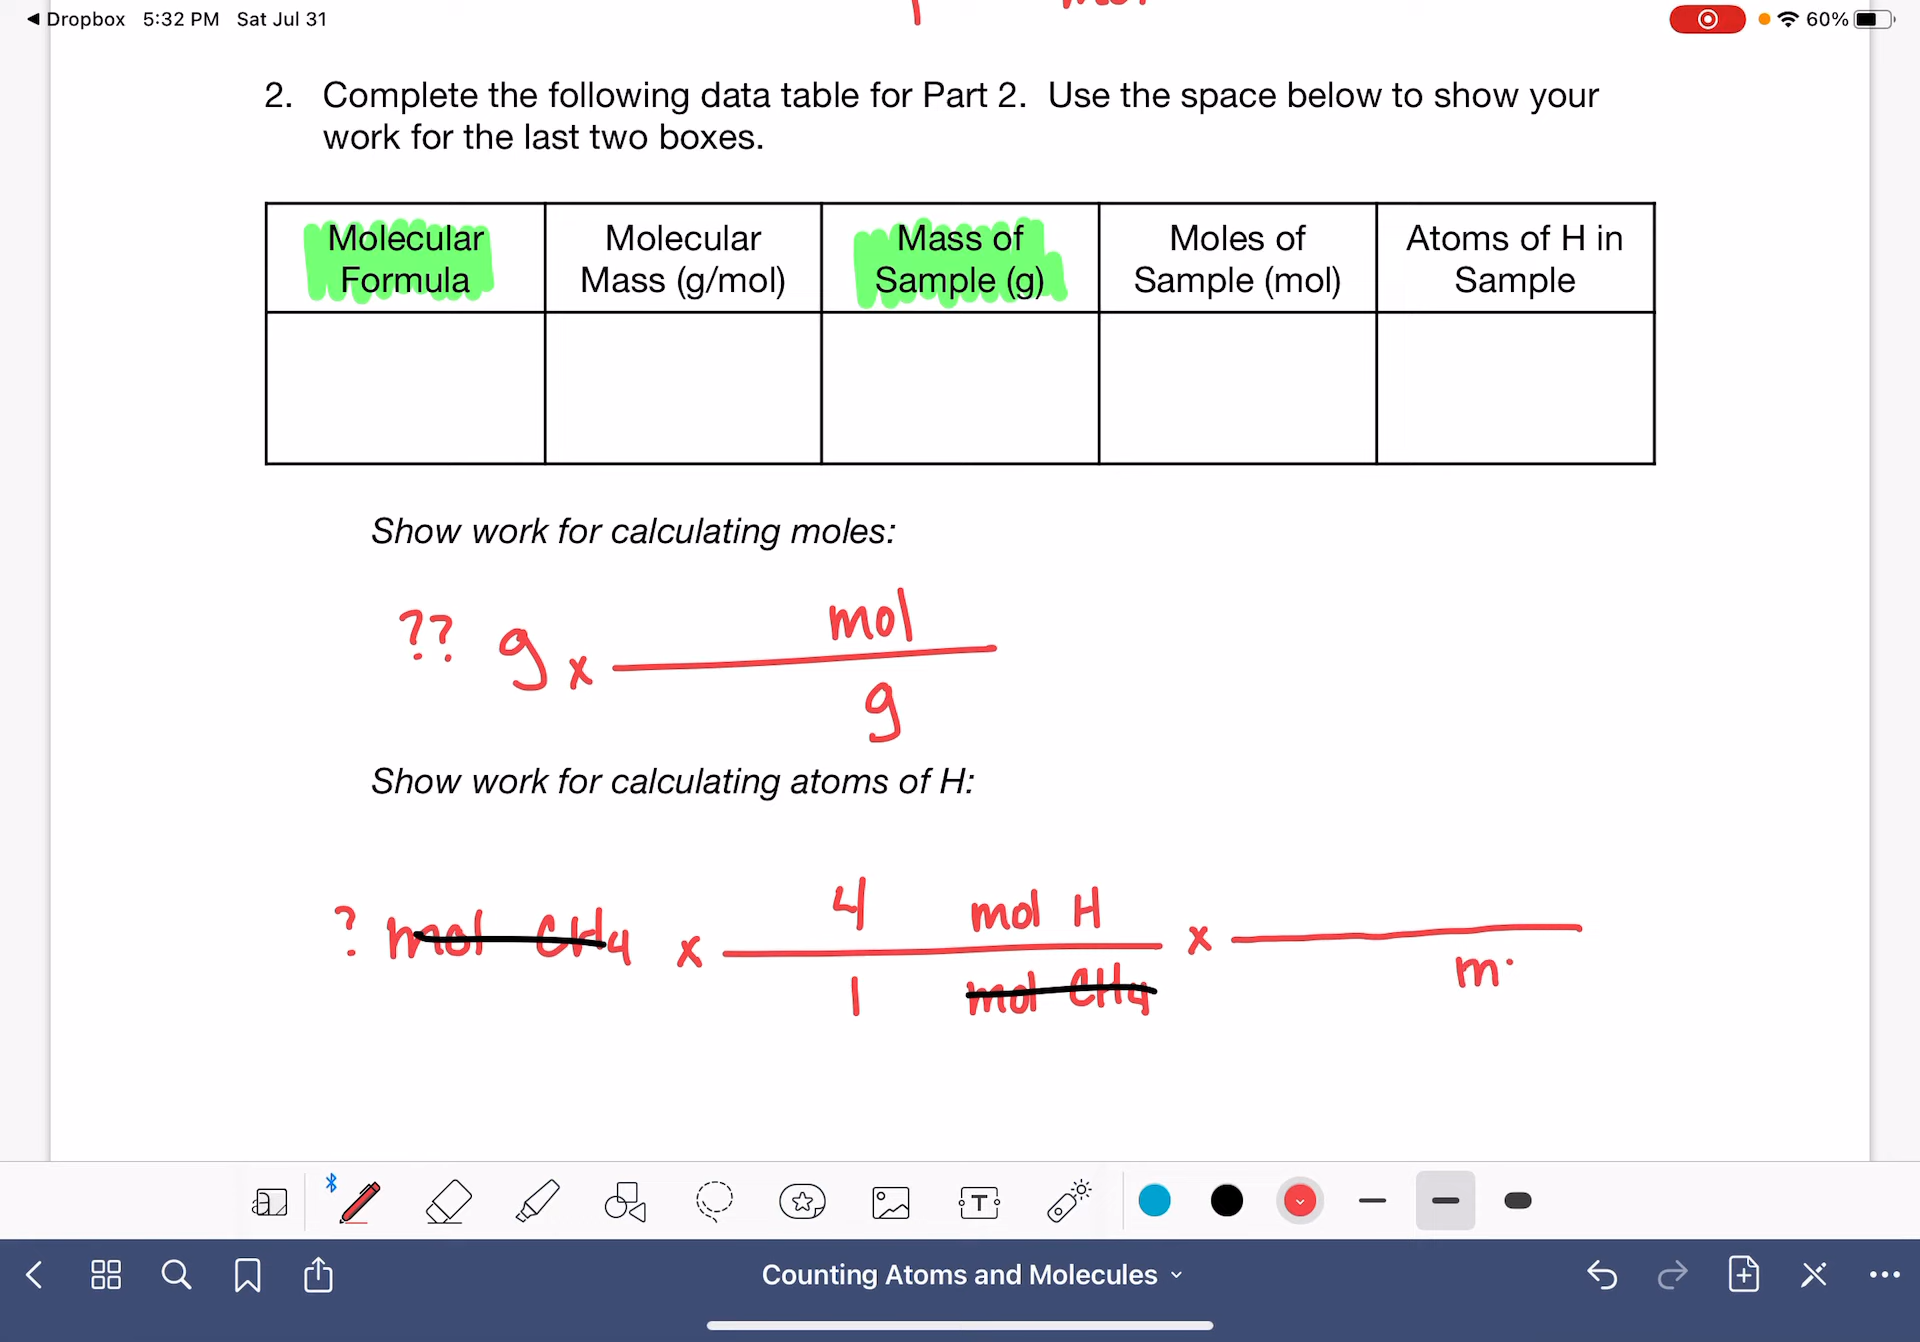 Dropbox 5:32 PM Sat Jul 31 60%
2. Complete the following data table for Part 2. Use the space below to show your
work for the last two boxes.
Molecular Formula
Molecular Mass (g/mol)
Mass of Sample (g)
Moles of Sample (mol)
Atoms of H in Sample
Show work for calculating moles:
mol
?? g x
g
Show work for calculating atoms of H:
4 mol H
? mol CH4 x x
1 mol CH4 m
Counting Atoms and Molecules